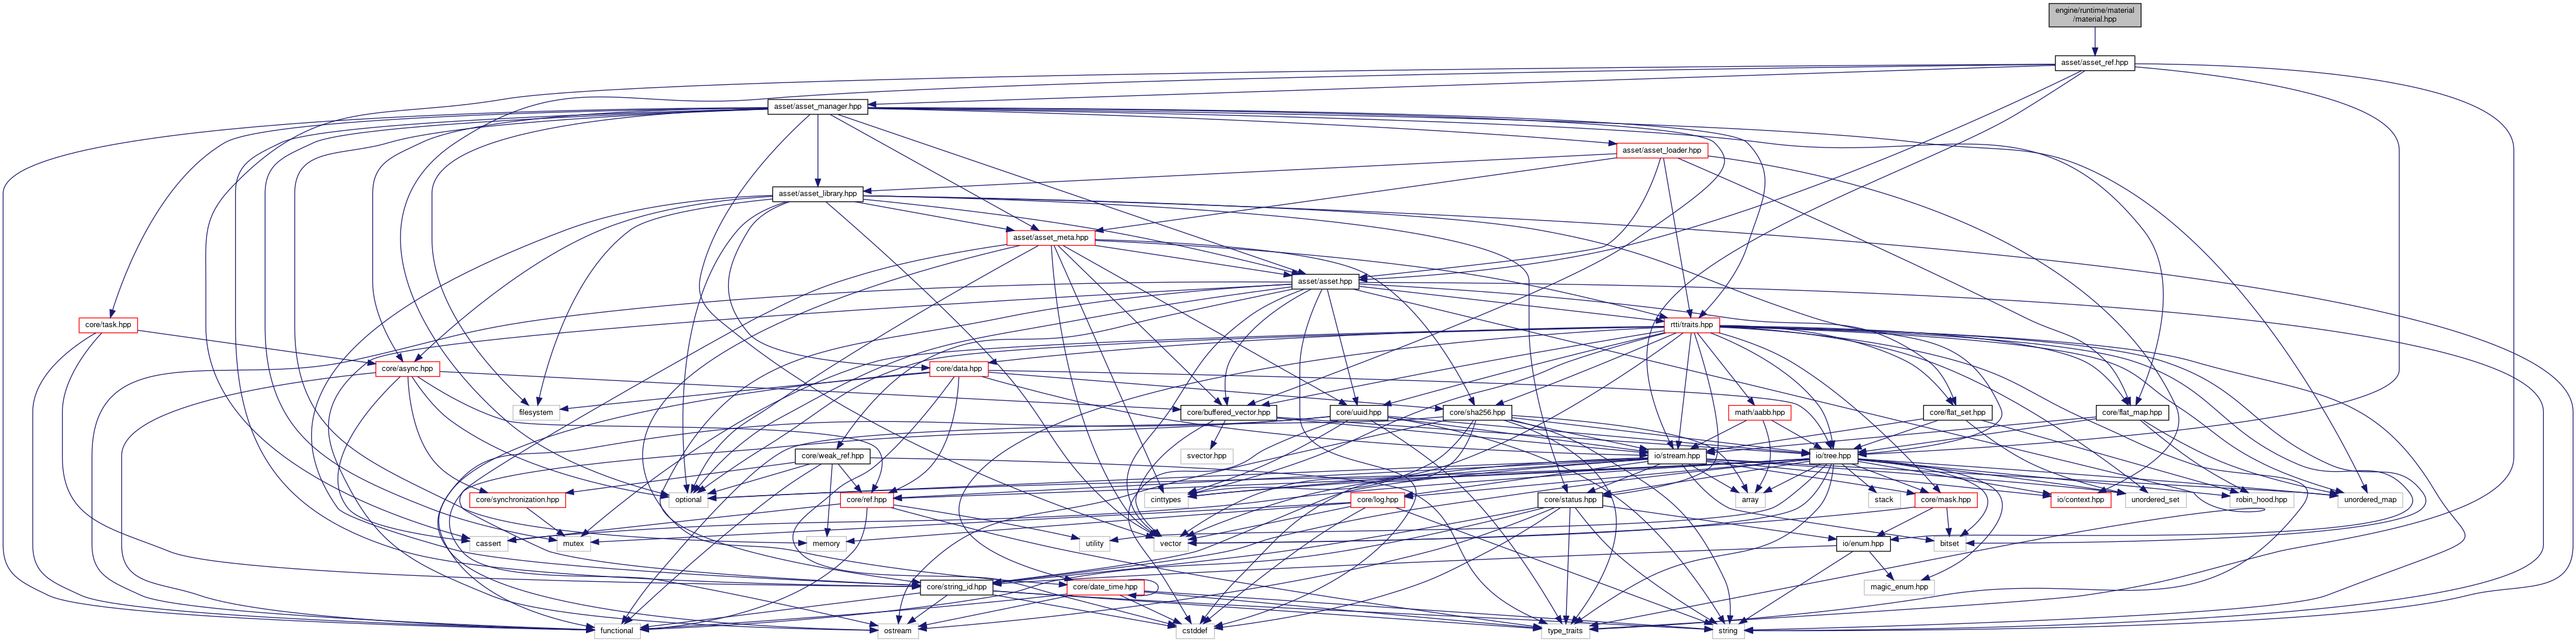 engine/runtime/material
/material.hpp
asset/asset_ref.hpp
asset/asset_manager.hpp
asset/asset_loader.hpp
asset/asset_library.hpp
asset/asset_meta.hpp
asset/asset.hpp
core/task.hpp
rtti/traits.hpp
core/async.hpp
core/data.hpp
filesystem
core/buffered_vector.hpp
core/uuid.hpp
core/sha256.hpp
math/aabb.hpp
core/flat_set.hpp
core/flat_map.hpp
svector.hpp
core/weak_ref.hpp
io/stream.hpp
io/tree.hpp
core/synchronization.hpp
optional
core/ref.hpp
cinttypes
core/log.hpp
core/status.hpp
array
stack
core/mask.hpp
io/context.hpp
unordered_set
robin_hood.hpp
unordered_map
cassert
mutex
memory
utility
vector
io/enum.hpp
bitset
core/string_id.hpp
core/date_time.hpp
magic_enum.hpp
functional
ostream
cstddef
type_traits
string